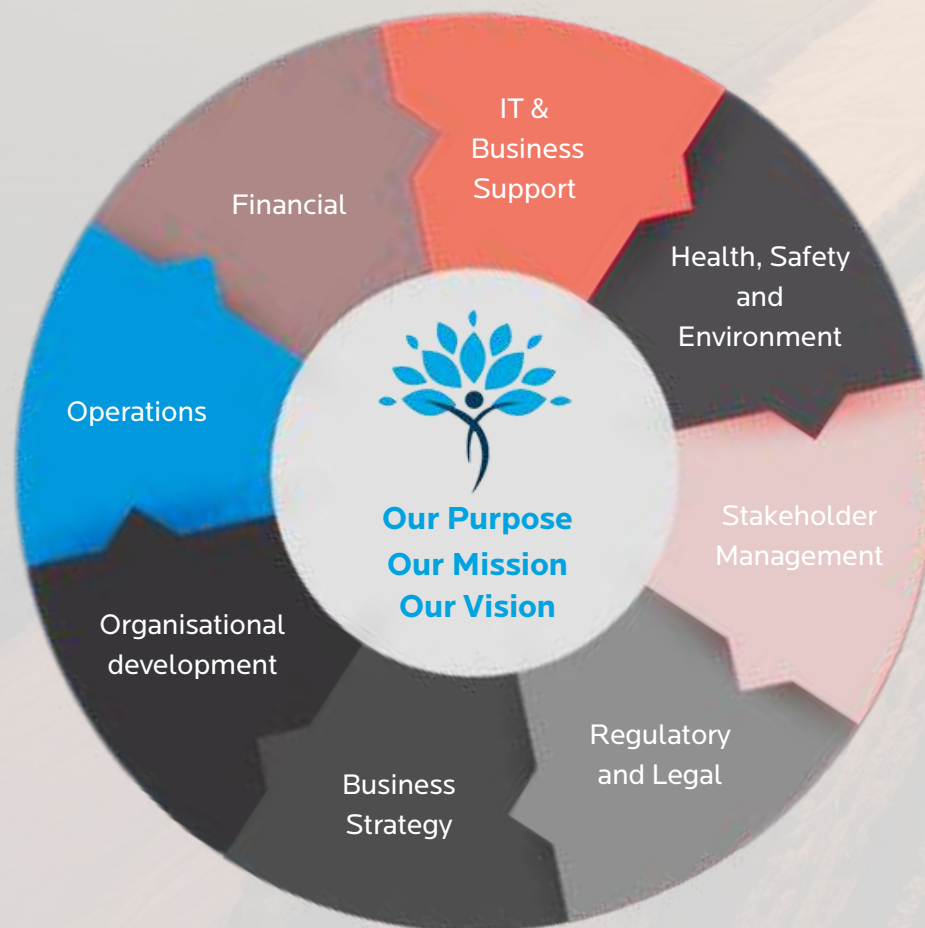 IT &
Business
Support
Health, Safety
and
Environment
Stakeholder
Management
Regulatory
and Legal
Business
Strategy
Organisational
development
Operations
Financial
Our Purpose
Our Mission
Our Vision